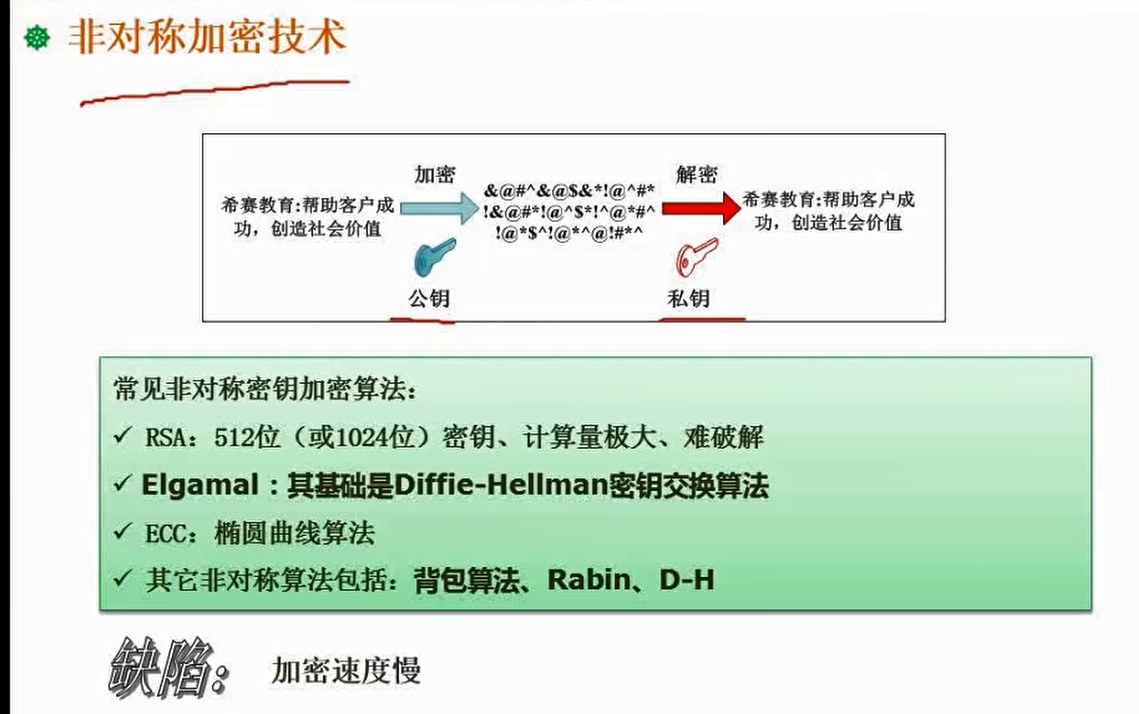 非对称加密技术
加密
解密
希赛教育:帮助客户成
功，创造社会价值
&@#^&@$&*!@^#*
!&@#*!@^$*!^@*#^
!@*$^!@*^@!#*^
希赛教育:帮助客户成
功，创造社会价值
公钥
私钥
常见非对称密钥加密算法：
✓ RSA：512位（或1024位）密钥、计算量极大、难破解
✓ Elgamal：其基础是Diffie-Hellman密钥交换算法
✓ ECC：椭圆曲线算法
✓ 其它非对称算法包括：背包算法、Rabin、D-H
缺陷：
加密速度慢